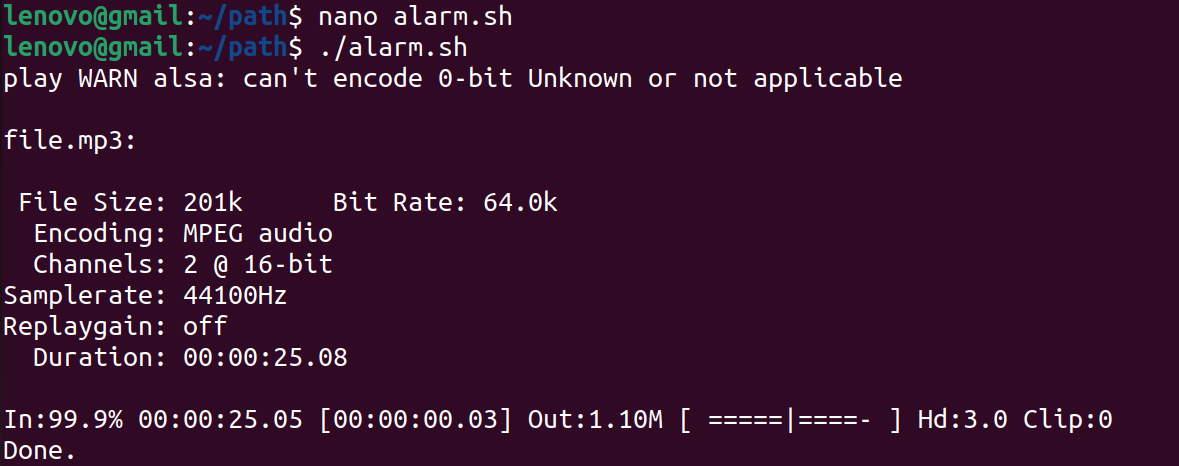 lenovo@gmail:~/path$ nano alarm.sh
lenovo@gmail:~/path$ ./alarm.sh
play WARN alsa: can't encode 0-bit Unknown or not applicable
file.mp3:
File Size: 201k      Bit Rate: 64.0k
Encoding: MPEG audio
Channels: 2 @ 16-bit
Samplerate: 44100Hz
Replaygain: off
Duration: 00:00:25.08
In:99.9% 00:00:25.05 [00:00:00.03] Out:1.10M [ =====|====- ] Hd:3.0 Clip:0
Done.